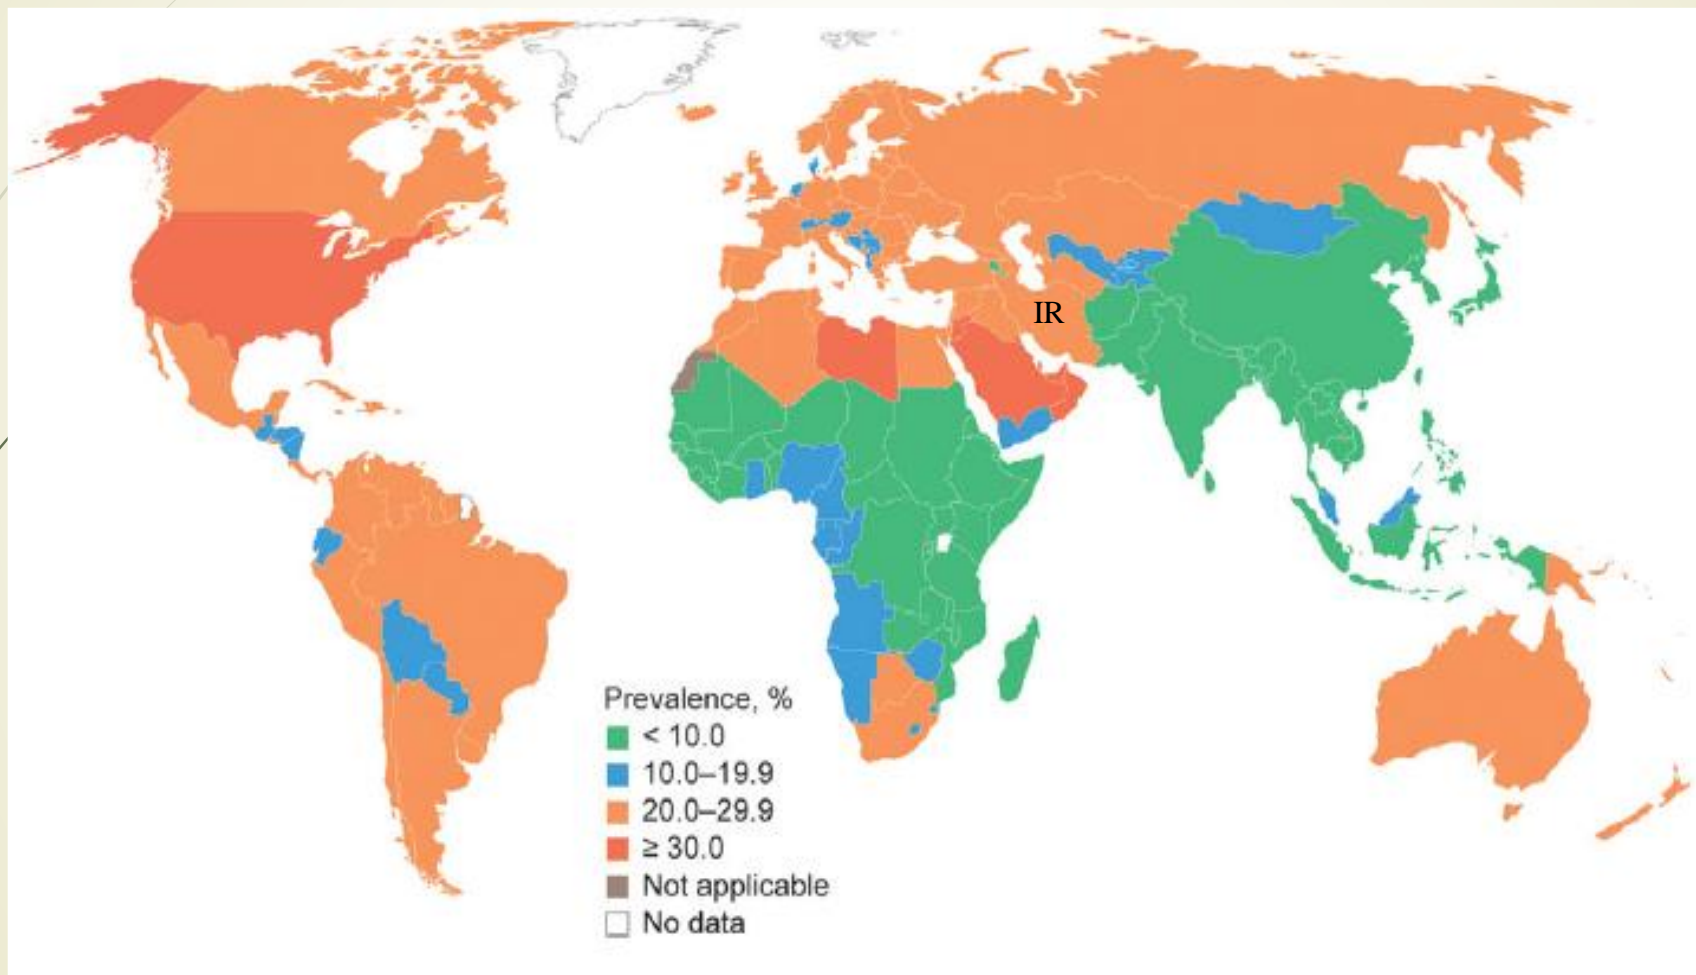 IR
Prevalence, %
< 10.0
10.0–19.9
20.0–29.9
≥ 30.0
Not applicable
No data